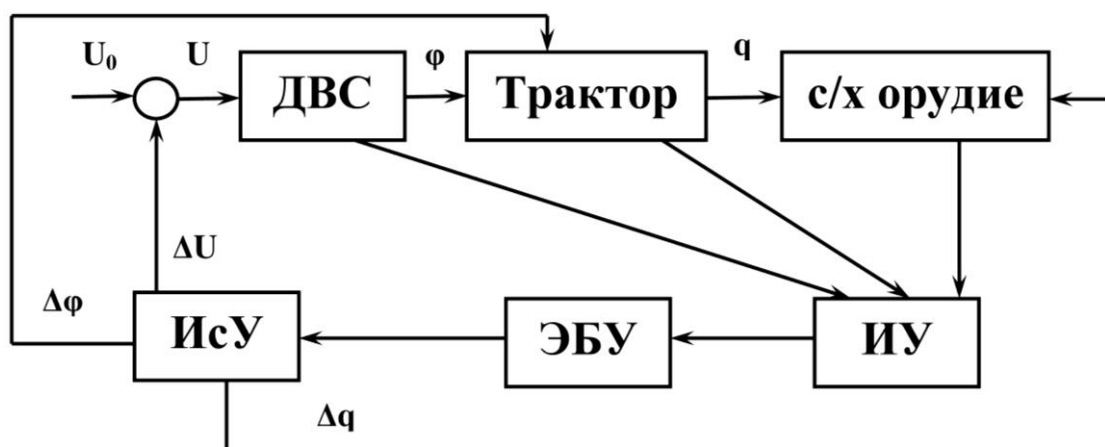 U₀
U
ДВС
φ
Трактор
q
с/х орудие
ΔU
Δφ
ИсУ
ЭБУ
ИУ
Δq